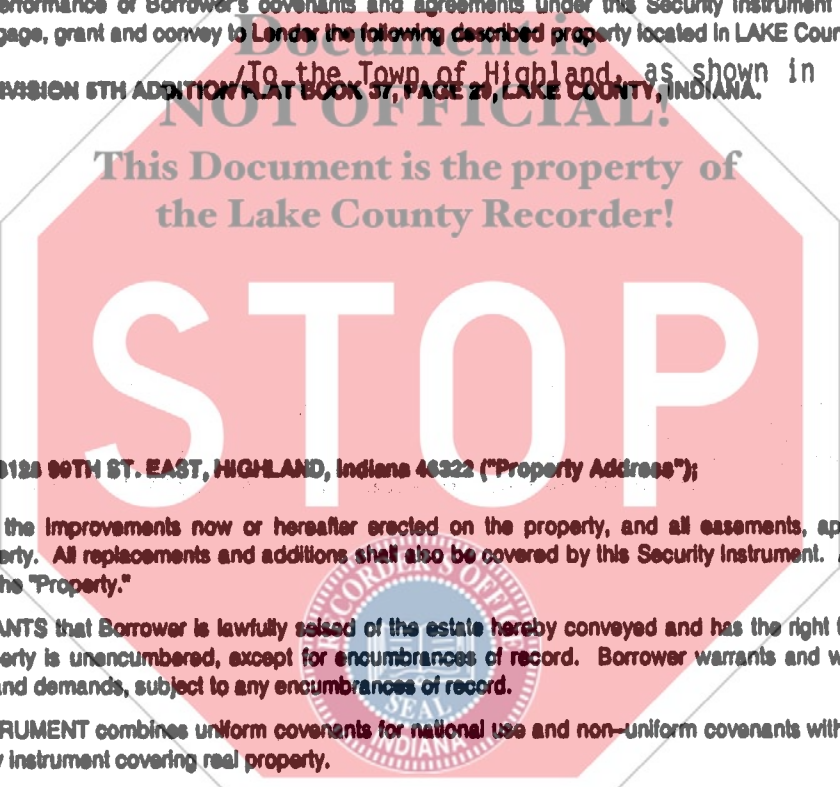 erformance of Borrower's covenants and agreements under this Security Instrument
gage, grant and convey to Lender the following described property located in LAKE Coun
Document is
/To the Town of Highland, as shown in
VISION 5TH ADDITION PLAT BOOK 37, PAGE LAKE COUNTY, INDIANA.
NOT OFFICIAL!
This Document is the property of
the Lake County Recorder!
STOP
99TH ST. EAST, HIGHLAND, Indiana 46322 ("Property Address");
the improvements now or hereafter erected on the property, and all easements, ap
erty. All replacements and additions shall also be covered by this Security Instrument.
he "Property."
ANTS that Borrower is lawfully seised of the estate hereby conveyed and has the right
erty is unencumbered, except for encumbrances of record. Borrower warrants and w
nd demands, subject to any encumbrances of record.
RUMENT combines uniform covenants for national use and non-uniform covenants with
y instrument covering real property.
RECORDER'S OFFICE
SEAL
INDIANA